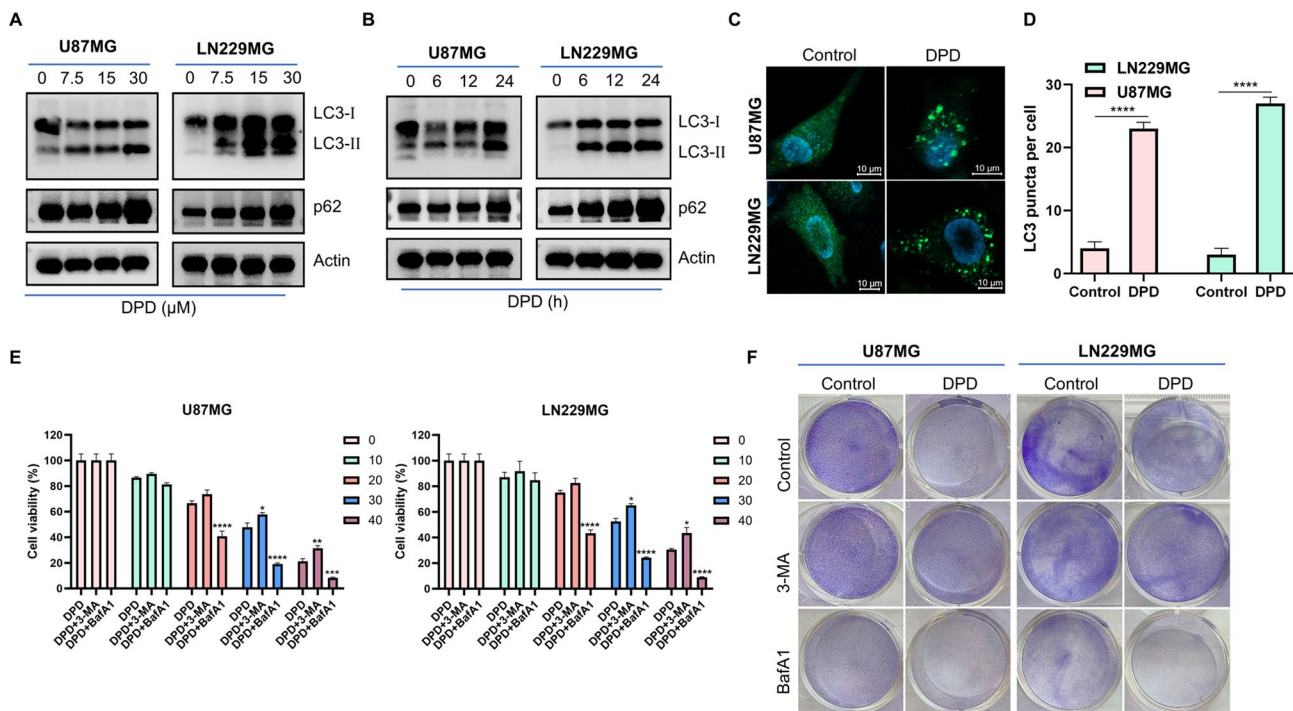 A
U87MG
LN229MG
0 7.5 15 30
0 7.5 15 30
LC3-I
LC3-II
p62
Actin
DPD (µM)
B
U87MG
LN229MG
0 6 12 24
0 6 12 24
LC3-I
LC3-II
p62
Actin
DPD (h)
C
Control
DPD
U87MG
LN229MG
10 µm
10 µm
10 µm
10 µm
D
LC3 puncta per cell
30
20
10
0
LN229MG
U87MG
****
****
Control DPD Control DPD
E
U87MG
Cell viability (%)
120
100
80
60
40
20
0
****
*
****
**
***
0
10
20
30
40
DPD
DPD+3-MA
DPD+BafA1
DPD
DPD+3-MA
DPD+BafA1
DPD
DPD+3-MA
DPD+BafA1
DPD
DPD+3-MA
DPD+BafA1
DPD
DPD+3-MA
DPD+BafA1
LN229MG
Cell viability (%)
120
100
80
60
40
20
0
****
*
****
*
****
0
10
20
30
40
DPD
DPD+3-MA
DPD+BafA1
DPD
DPD+3-MA
DPD+BafA1
DPD
DPD+3-MA
DPD+BafA1
DPD
DPD+3-MA
DPD+BafA1
DPD
DPD+3-MA
DPD+BafA1
F
U87MG
LN229MG
Control
DPD
Control
DPD
Control
3-MA
BafA1